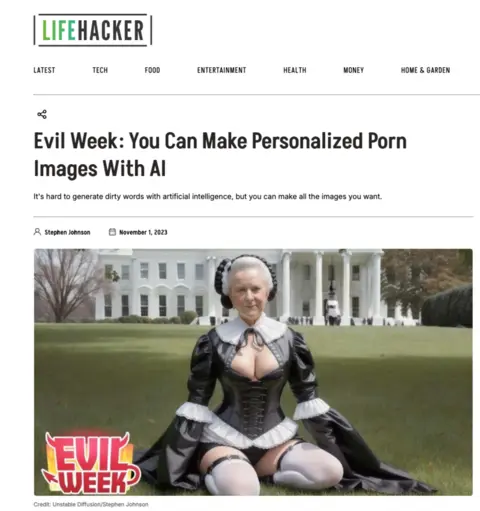 LIFEHACKER
LATEST TECH FOOD ENTERTAINMENT HEALTH MONEY HOME & GARDEN
Evil Week: You Can Make Personalized Porn
Images With AI
It's hard to generate dirty words with artificial intelligence, but you can make all the images you want.
Stephen Johnson November 1, 2023
EVIL
WEEK
Credit: Unstable Diffusion/Stephen Johnson